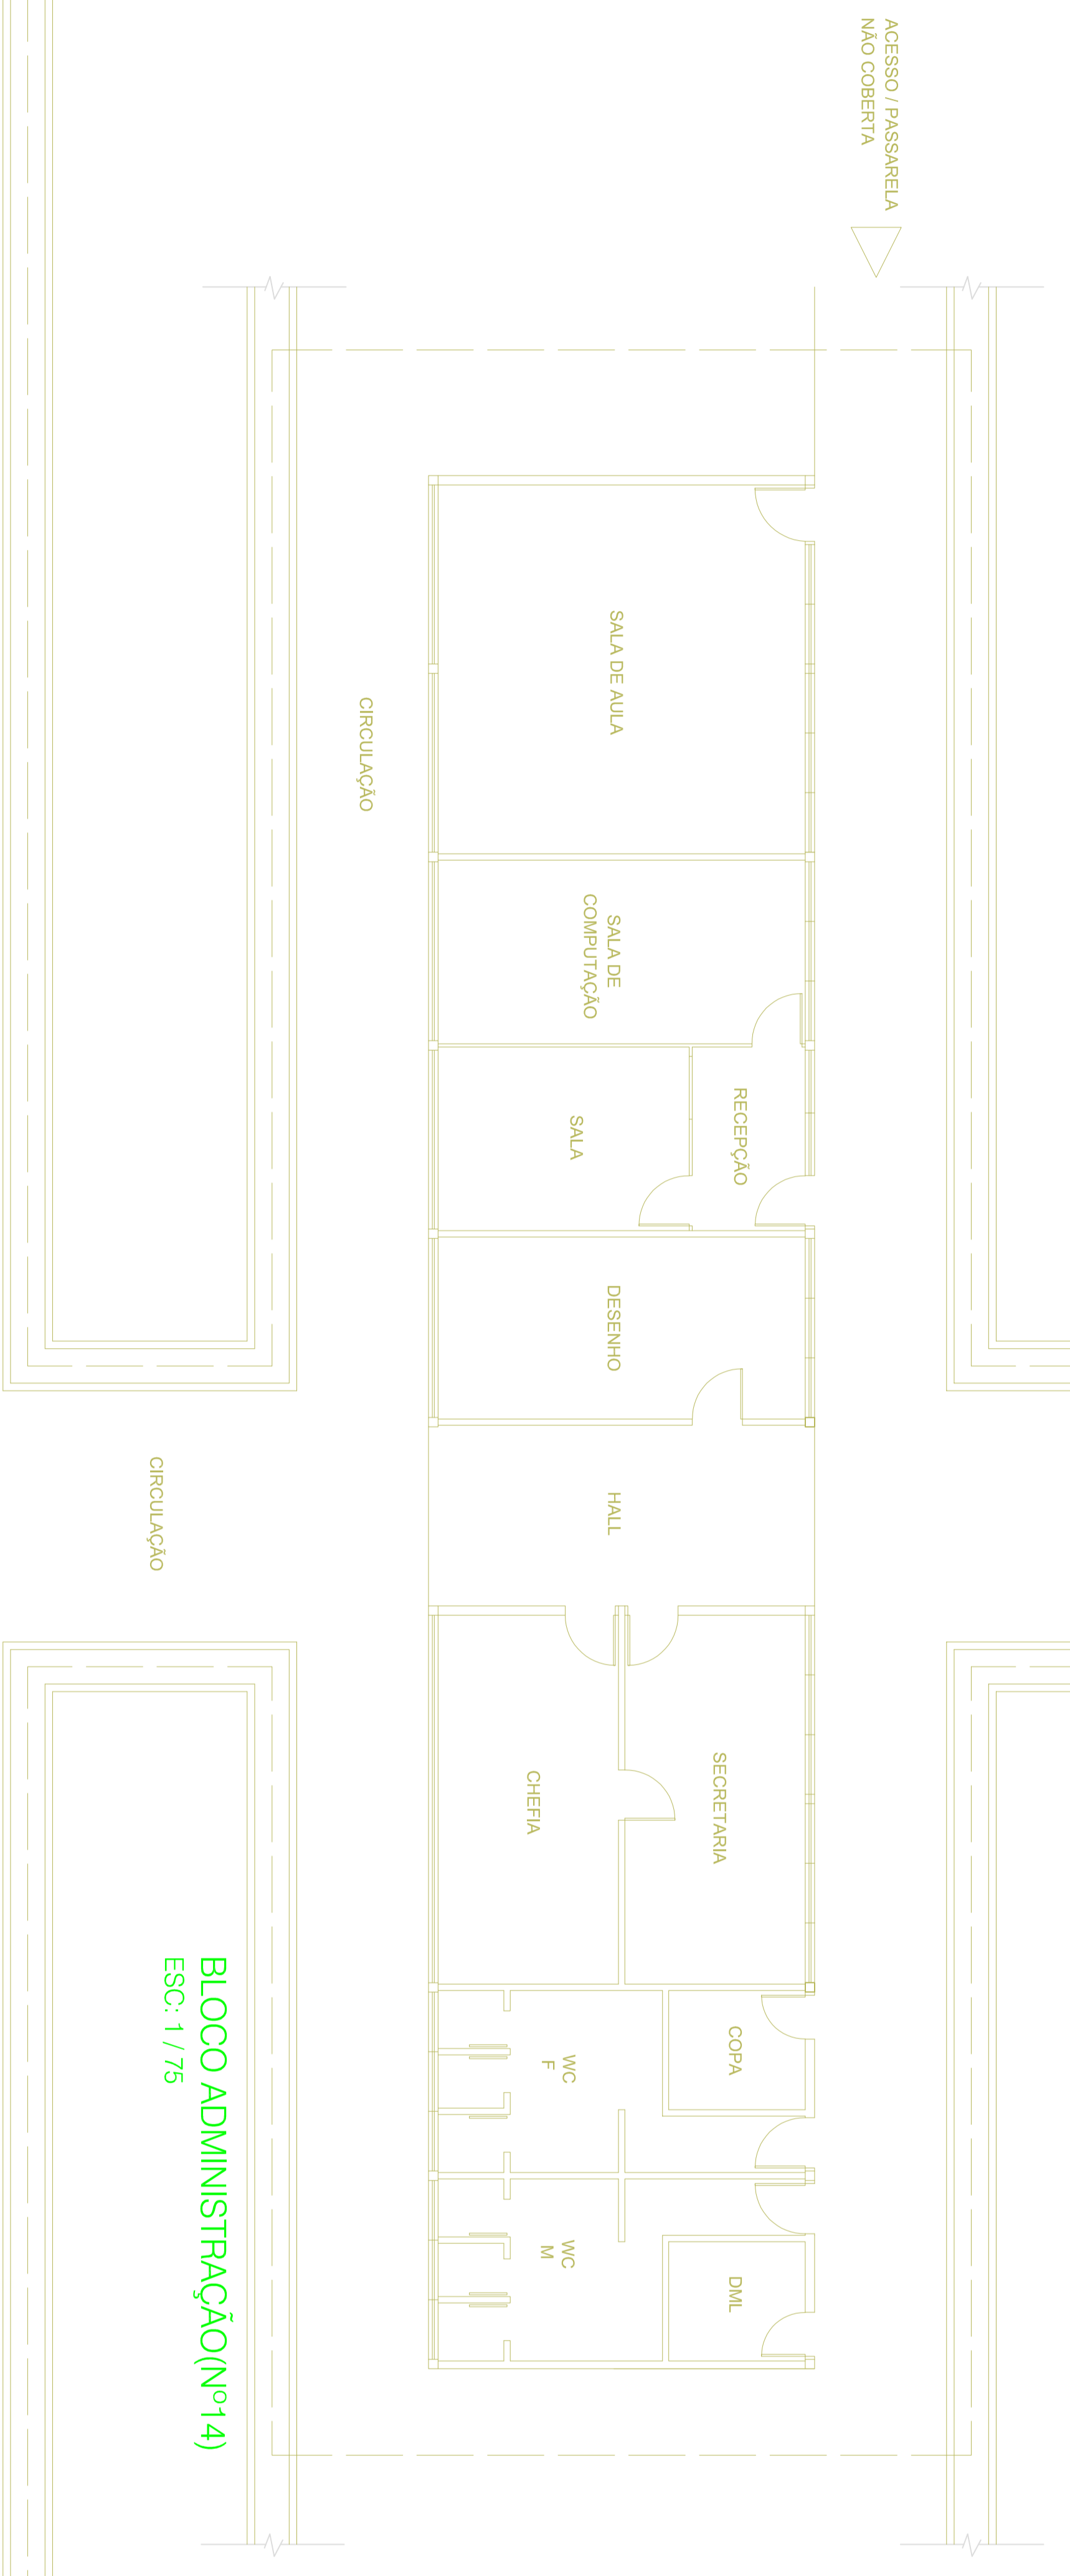 ACESSO / PASSARELA
NÃO COBERTA
SALA DE AULA
CIRCULAÇÃO
SALA DE
COMPUTAÇÃO
RECEPÇÃO
SALA
DESENHO
HALL
CIRCULAÇÃO
SECRETARIA
CHEFIA
COPA
WC
F
WC
M
DML
BLOCO ADMINISTRAÇÃO(Nº14)
ESC: 1 / 75